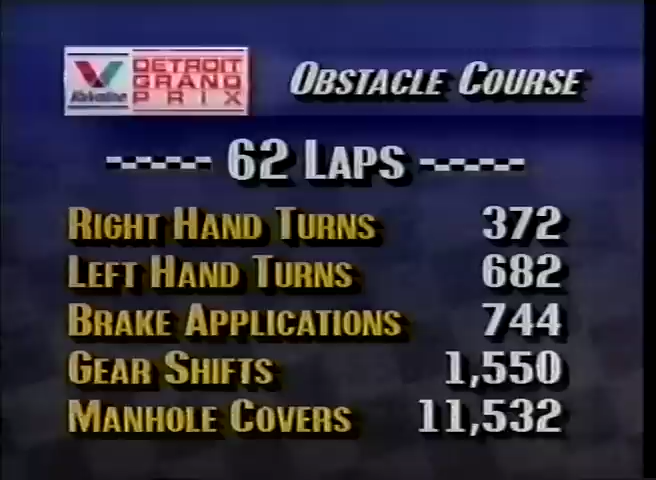 Valvoline
DETROIT
GRAND
PRIX
OBSTACLE COURSE
62 LAPS
RIGHT HAND TURNS 372
LEFT HAND TURNS 682
BRAKE APPLICATIONS 744
GEAR SHIFTS 1,550
MANHOLE COVERS 11,532